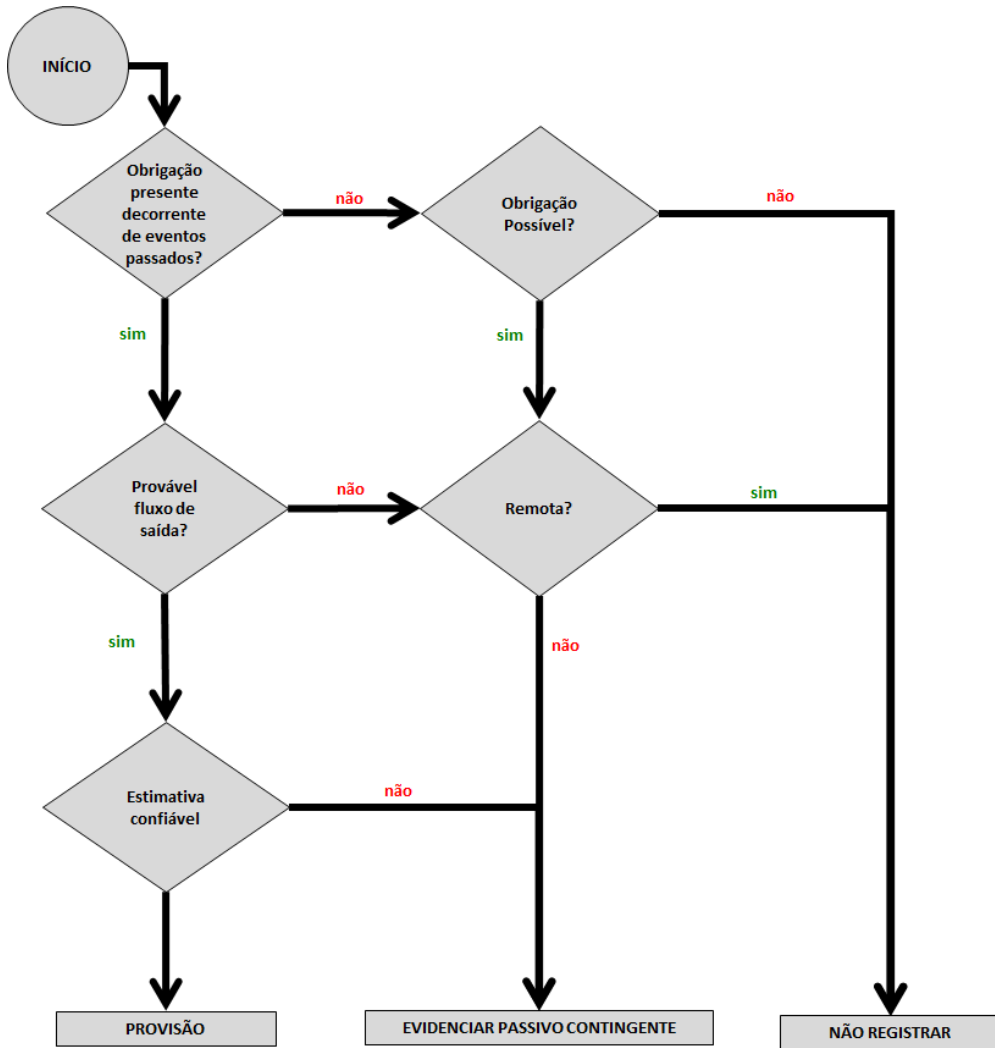 INÍCIO
Obrigação
presente
decorrente
de eventos
passados?
não
Obrigação
Possível?
não
sim
sim
Provável
fluxo de
saída?
não
Remota?
sim
sim
não
Estimativa
confiável
não
PROVISÃO
EVIDENCIAR PASSIVO CONTINGENTE
NÃO REGISTRAR